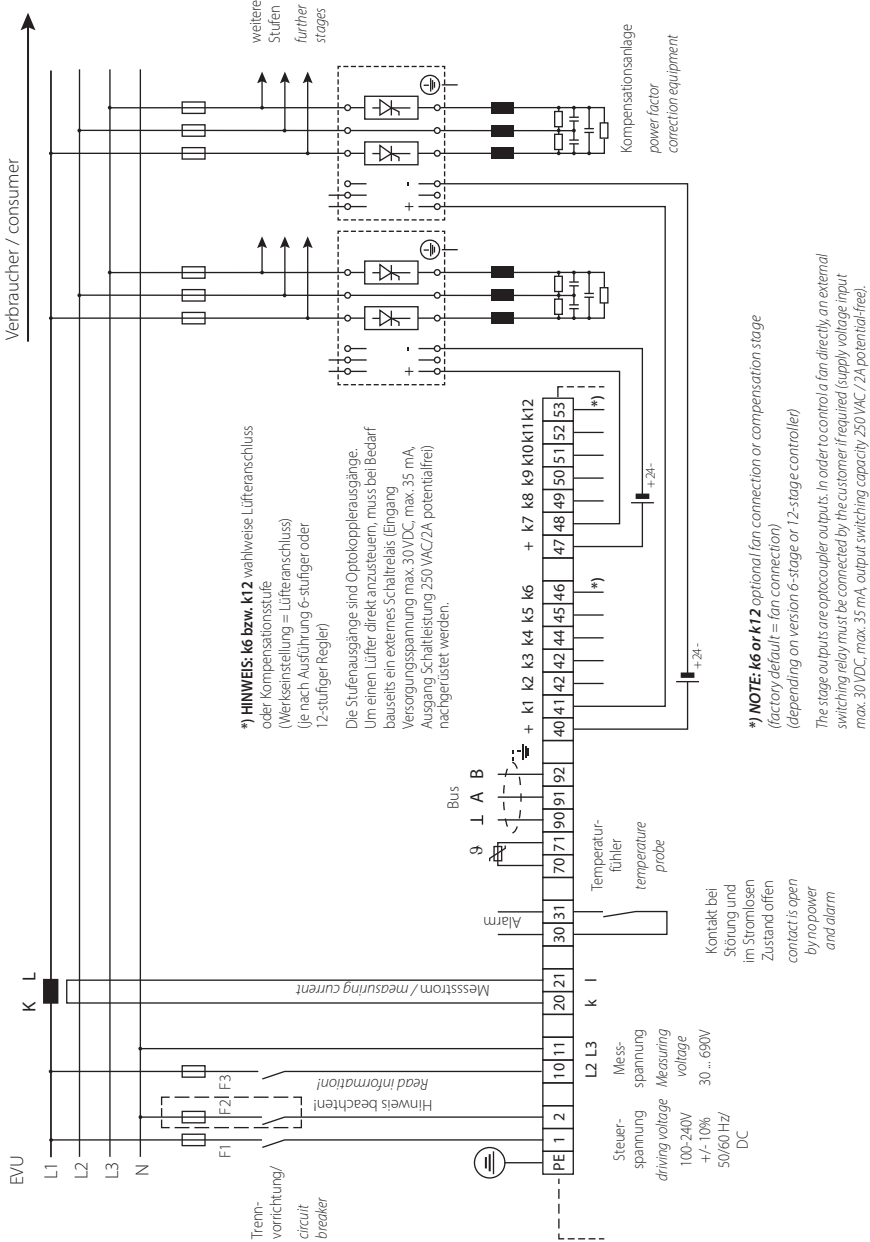 Verbraucher / consumer
EVU
L1
L2
L3
N
K L
weitere
Stufen
further
stages
Trenn-
vorrichtung/
circuit
breaker
F1
F2
F3
Hinweis beachten!
Read information!
Messstrom / measuring current
Alarm
ϑ
Bus
⊥ A B
*) HINWEIS: k6 bzw. k12 wahlweise Lüfteranschluss
oder Kompensationsstufe
(Werkseinstellung = Lüfteranschluss)
(je nach Ausführung 6-stufiger oder
12-stufiger Regler)
Die Stufenausgänge sind Optokopplerausgänge.
Um einen Lüfter direkt anzusteuern, muss bei Bedarf
bauseits ein externes Schaltrelais (Eingang
Versorgungsspannung max. 30 VDC, max. 35 mA,
Ausgang Schaltleistung 250 VAC/2A potentialfrei)
nachgerüstet werden.
+ -
+ -
Kompensationsanlage
power factor
correction equipment
+ k1 k2 k3 k4 k5 k6
+ k7 k8 k9 k10 k11 k12
PE 1 2 10 11 20 21 30 31 70 71 90 91 92 40 41 42 42 44 45 46 47 48 49 50 51 52 53
L2 L3
k l
*)
*)
+24-
+24-
Steuer-
spannung
driving voltage
100-240V
+/- 10%
50/60 Hz/
DC
Mess-
spannung
Measuring
voltage
30 ... 690V
Kontakt bei
Störung und
im Stromlosen
Zustand offen
contact is open
by no power
and alarm
Temperatur-
fühler
temperature
probe
*) NOTE: k6 or k12 optional fan connection or compensation stage
(factory default = fan connection)
(depending on version 6-stage or 12-stage controller)
The stage outputs are optocoupler outputs. In order to control a fan directly, an external
switching relay must be connected by the customer if required (supply voltage input
max. 30 VDC, max. 35 mA, output switching capacity 250 VAC / 2A potential-free).